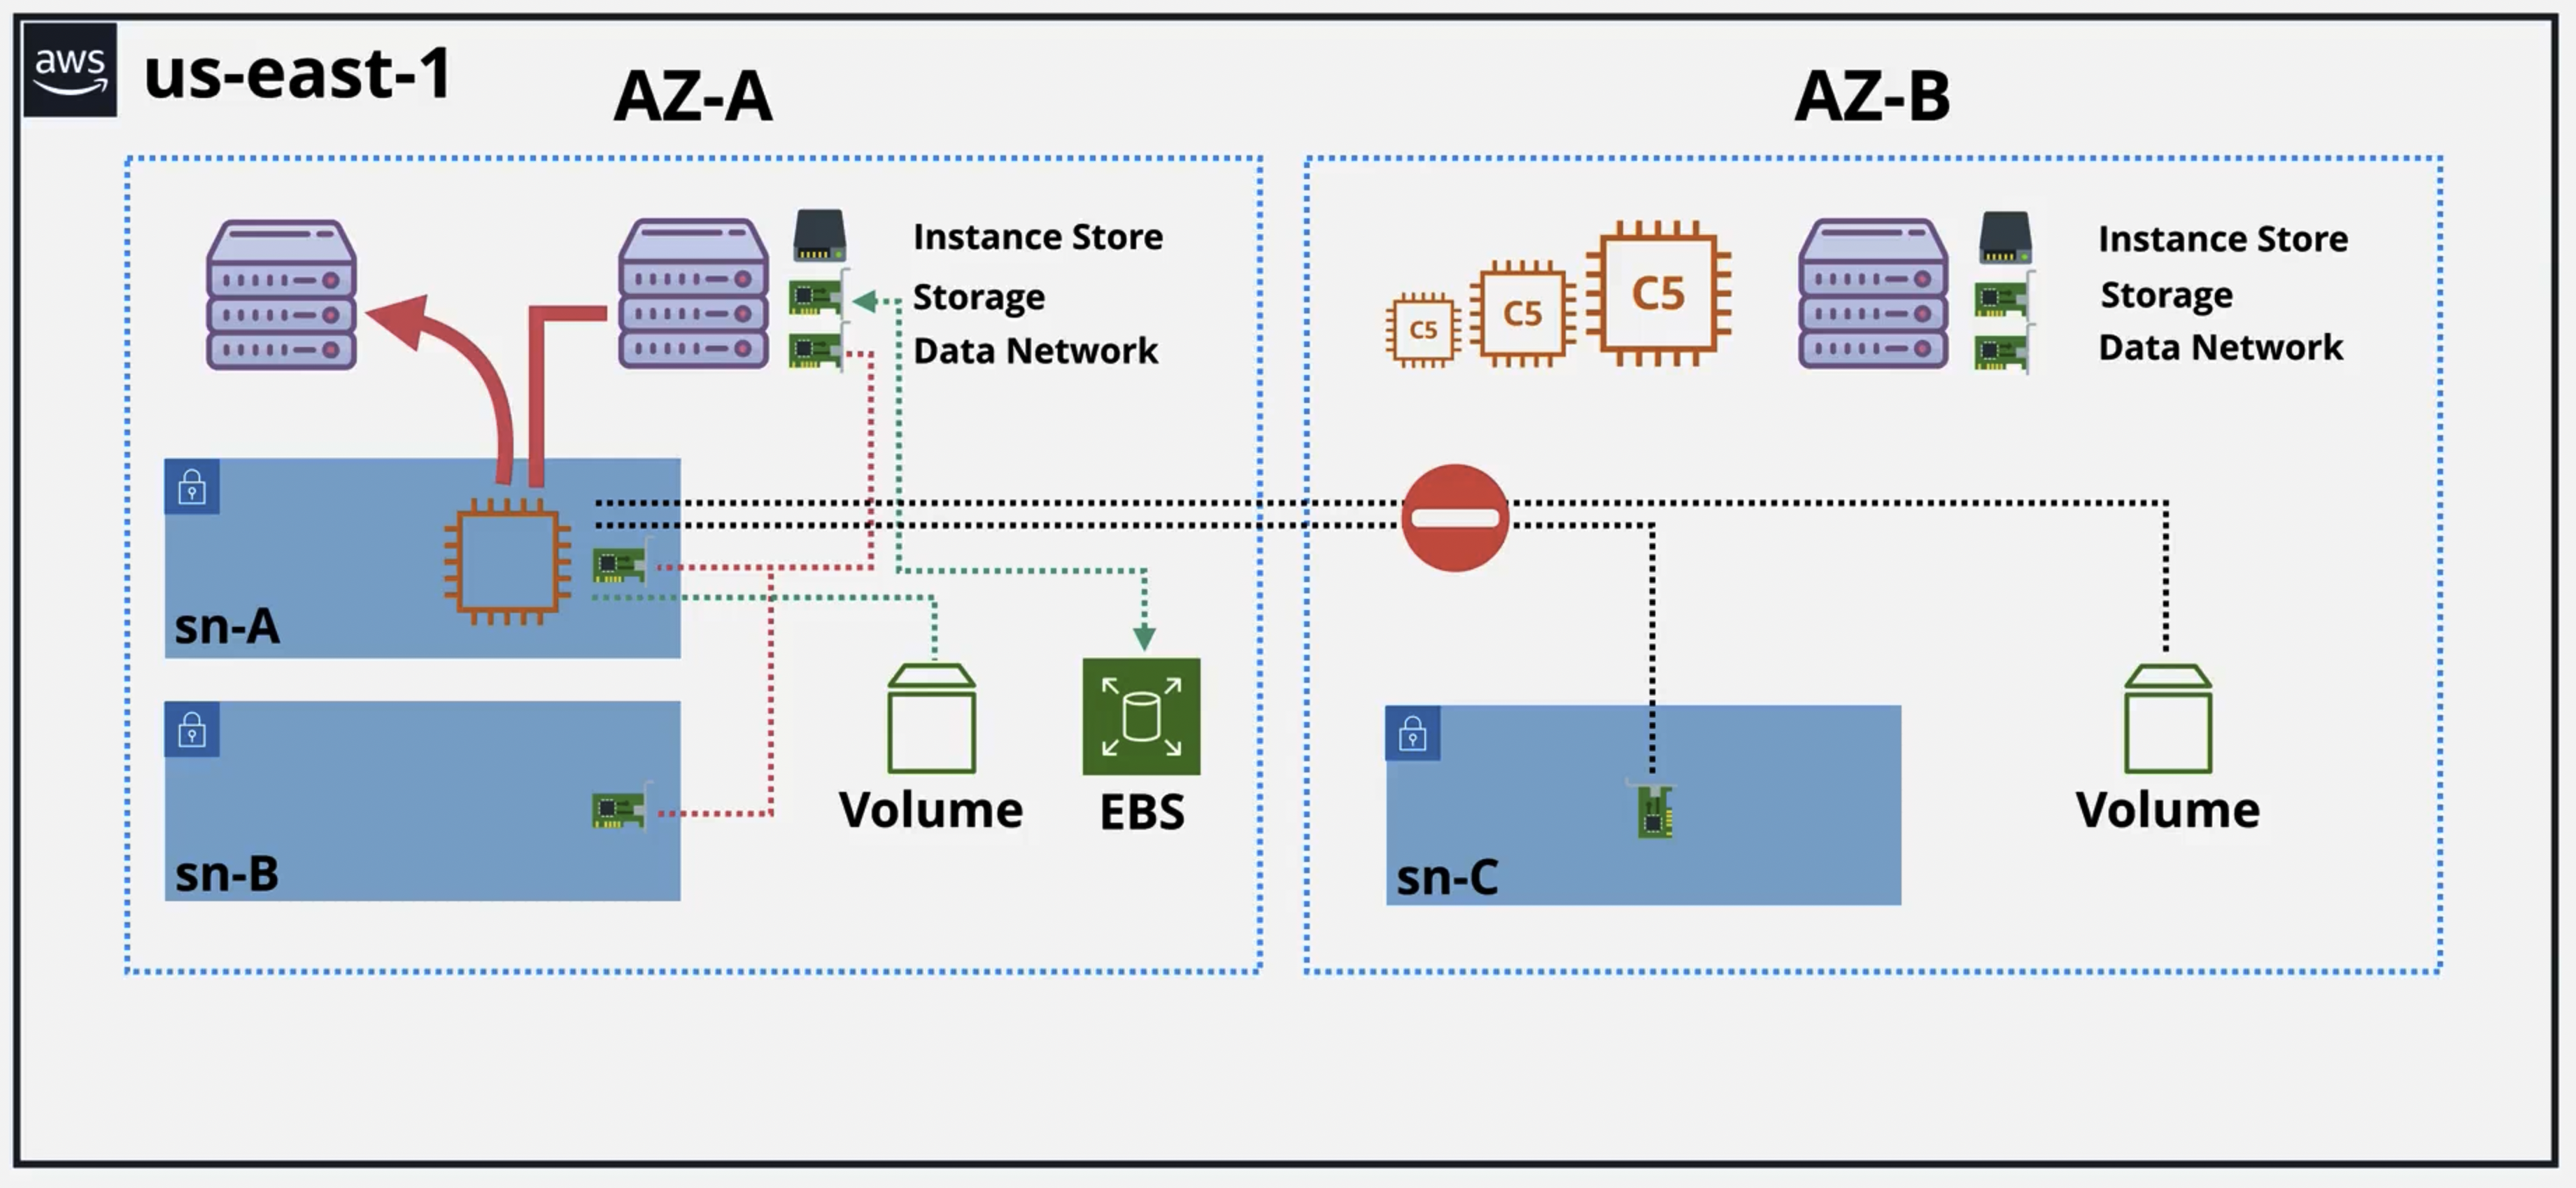 aws
us-east-1
AZ-A
AZ-B
Instance Store
Storage
Data Network
sn-A
sn-B
Volume
EBS
C5
C5
C5
Instance Store
Storage
Data Network
sn-C
Volume